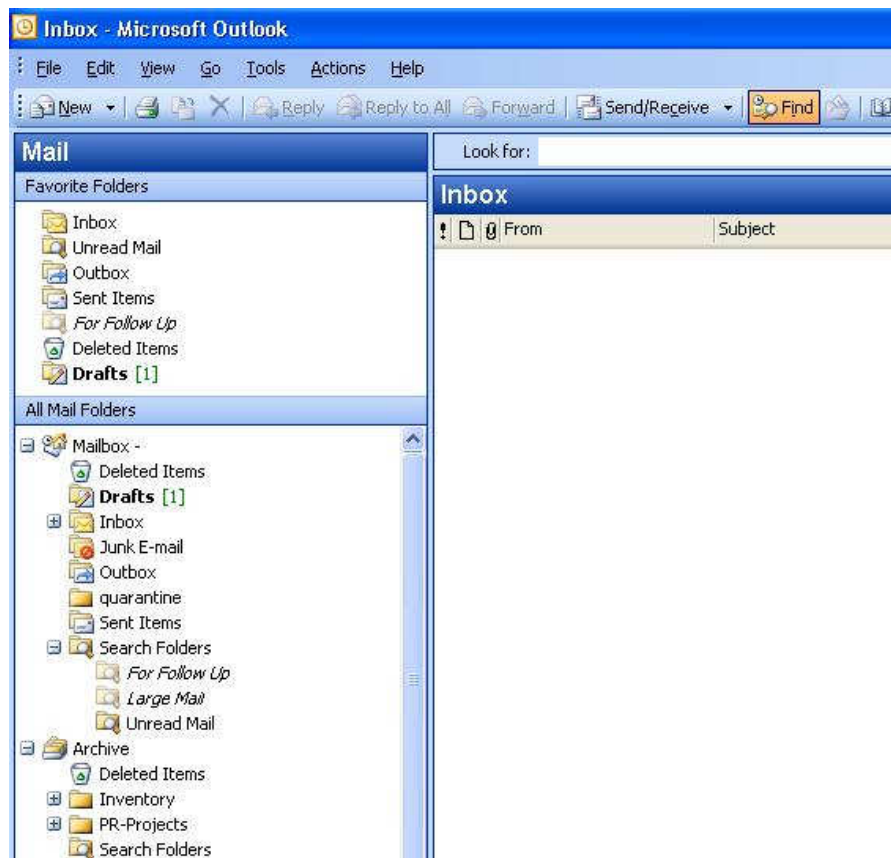 Inbox - Microsoft Outlook
File Edit View Go Tools Actions Help
New Reply Reply to All Forward Send/Receive Find
Mail
Look for:
Favorite Folders
Inbox
Inbox
Unread Mail
Outbox
Sent Items
For Follow Up
Deleted Items
Drafts [1]
! From Subject
All Mail Folders
Mailbox -
Deleted Items
Drafts [1]
Inbox
Junk E-mail
Outbox
quarantine
Sent Items
Search Folders
For Follow Up
Large Mail
Unread Mail
Archive
Deleted Items
Inventory
PR-Projects
Search Folders